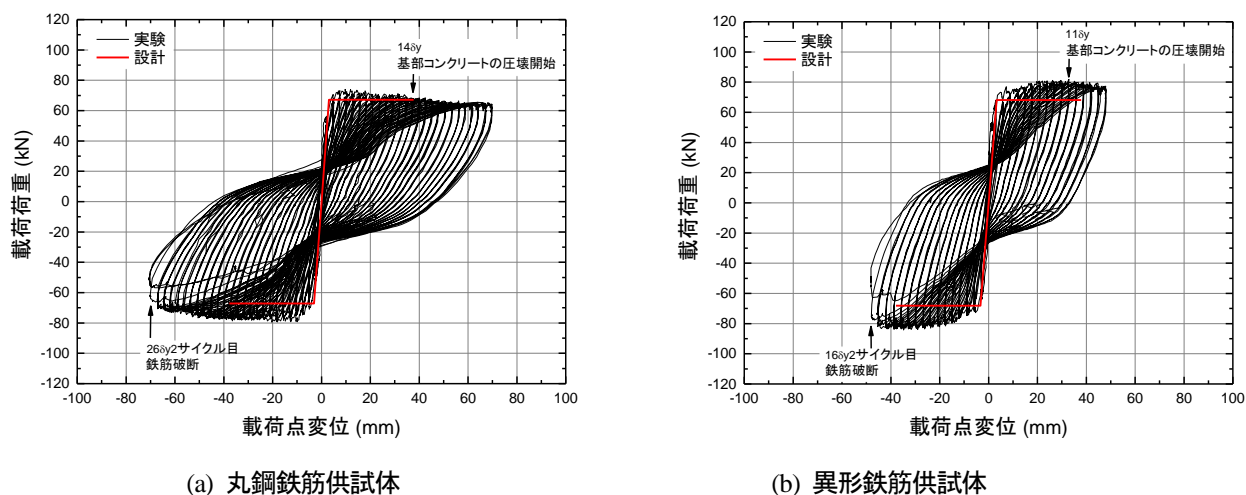 120
100
80
60
40
20
0
-20
-40
-60
-80
-100
-120
載荷荷重 (kN)
実験
設計
14δy
基部コンクリートの圧壊開始
26δy2サイクル目
鉄筋破断
-100 -80 -60 -40 -20 0 20 40 60 80 100
載荷点変位 (mm)
(a) 丸鋼鉄筋供試体
120
100
80
60
40
20
0
-20
-40
-60
-80
-100
-120
載荷荷重 (kN)
実験
設計
11δy
基部コンクリートの圧壊開始
16δy2サイクル目
鉄筋破断
-100 -80 -60 -40 -20 0 20 40 60 80 100
載荷点変位 (mm)
(b) 異形鉄筋供試体